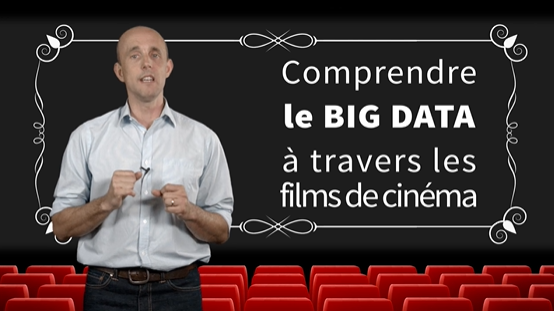 Comprendre
le BIG DATA
à travers les
films de cinéma